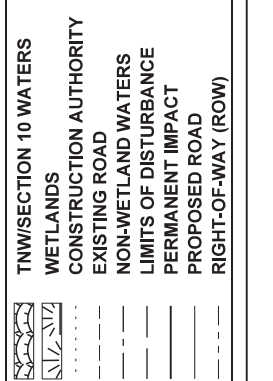 TNW/SECTION 10 WATERS
WETLANDS
CONSTRUCTION AUTHORITY
EXISTING ROAD
NON-WETLAND WATERS
LIMITS OF DISTURBANCE
PERMANENT IMPACT
PROPOSED ROAD
RIGHT-OF-WAY (ROW)